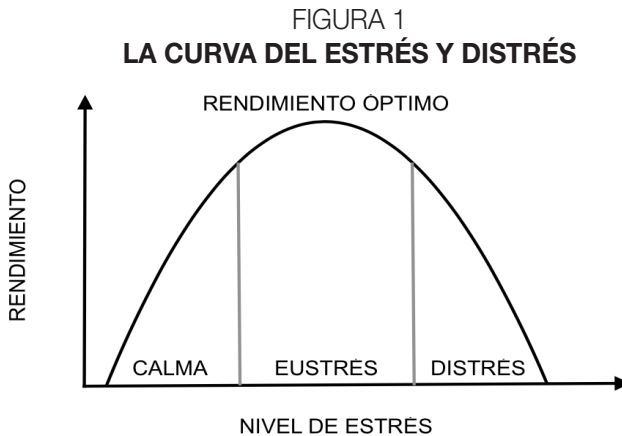 FIGURA 1
LA CURVA DEL ESTRÉS Y DISTRÉS
RENDIMIENTO ÓPTIMO
RENDIMIENTO
CALMA
EUSTRÉS
DISTRÉS
NIVEL DE ESTRÉS